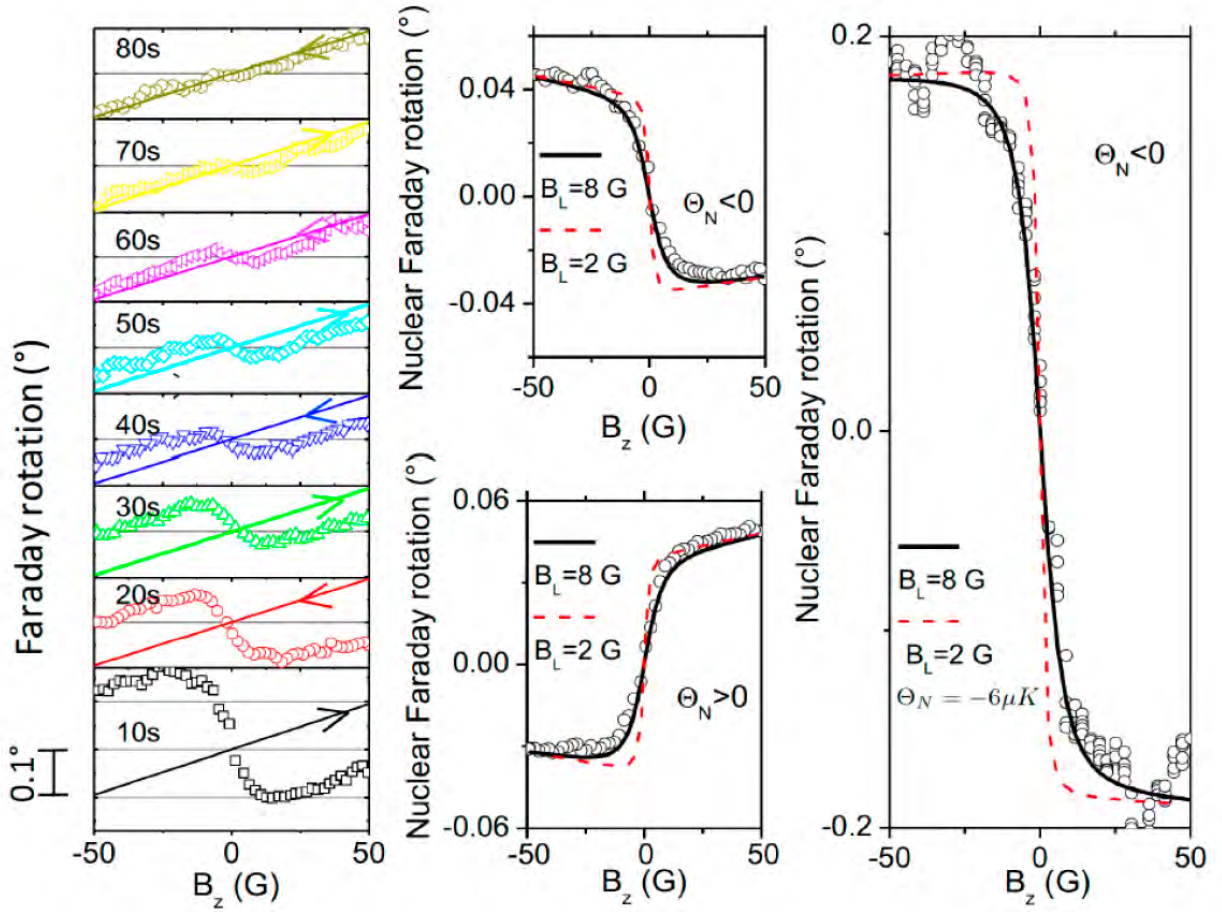 Faraday rotation (°)
0.1°
80s
70s
60s
50s
40s
30s
20s
10s
-50
0
50
B_z (G)
Nuclear Faraday rotation (°)
0.04
0.00
-0.04
B_L=8 G
B_L=2 G
Θ_N<0
-50
0
50
B_z (G)
Nuclear Faraday rotation (°)
0.06
0.00
-0.06
B_L=8 G
B_L=2 G
Θ_N>0
-50
0
50
B_z (G)
Nuclear Faraday rotation (°)
0.2
0.0
-0.2
Θ_N<0
B_L=8 G
B_L=2 G
Θ_N = −6μK
-50
0
50
B_z (G)